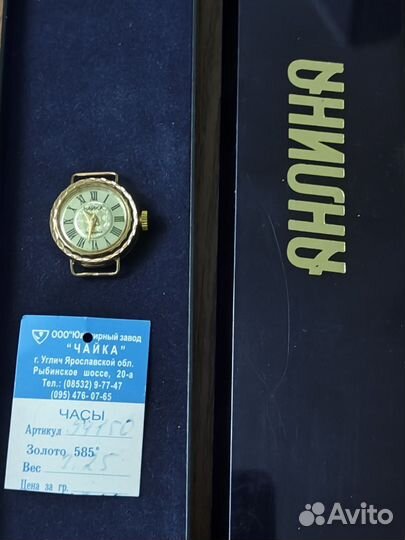 ЧАЙКА
АНИЛИНА
ООО"Ювелирный завод
"ЧАЙКА"
г. Углич Ярославской обл.
Рыбинское шоссе, 20-а
Тел.: (08532) 9-77-47
(095) 476-07-65
ЧАСЫ
Артикул
Золото 585°
Вес
Цена за гр.
Avito